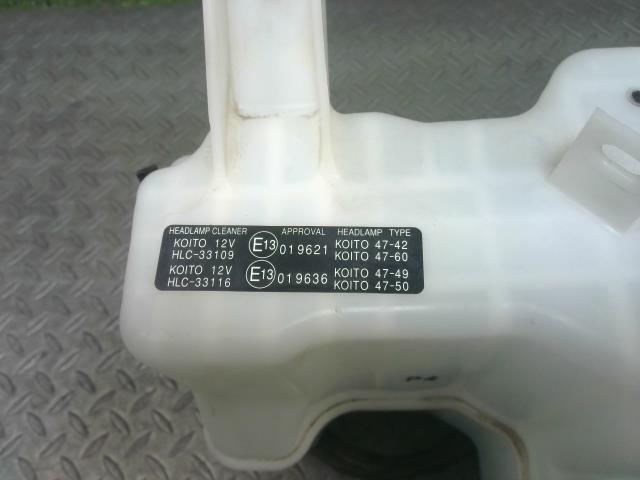 HEADLAMP CLEANER APPROVAL HEADLAMP TYPE
KOITO 12V E13 019621 KOITO 47-42
HLC-33109 KOITO 47-60
KOITO 12V E13 019636 KOITO 47-49
HLC-33116 KOITO 47-50